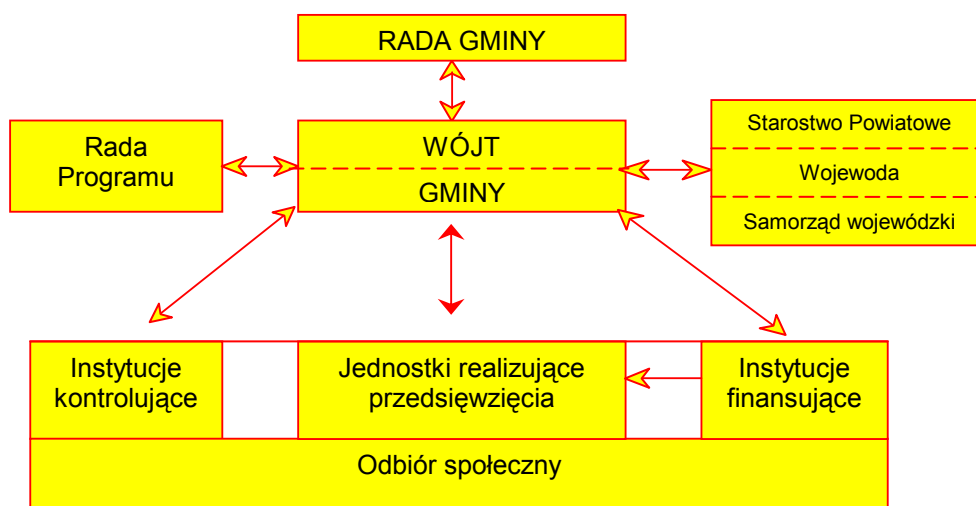 RADA GMINY
Rada
Programu
WÓJT
GMINY
Starostwo Powiatowe
Wojewoda
Samorząd wojewódzki
Instytucje
kontrolujące
Jednostki realizujące
przedsięwzięcia
Instytucje
finansujące
Odbiór społeczny